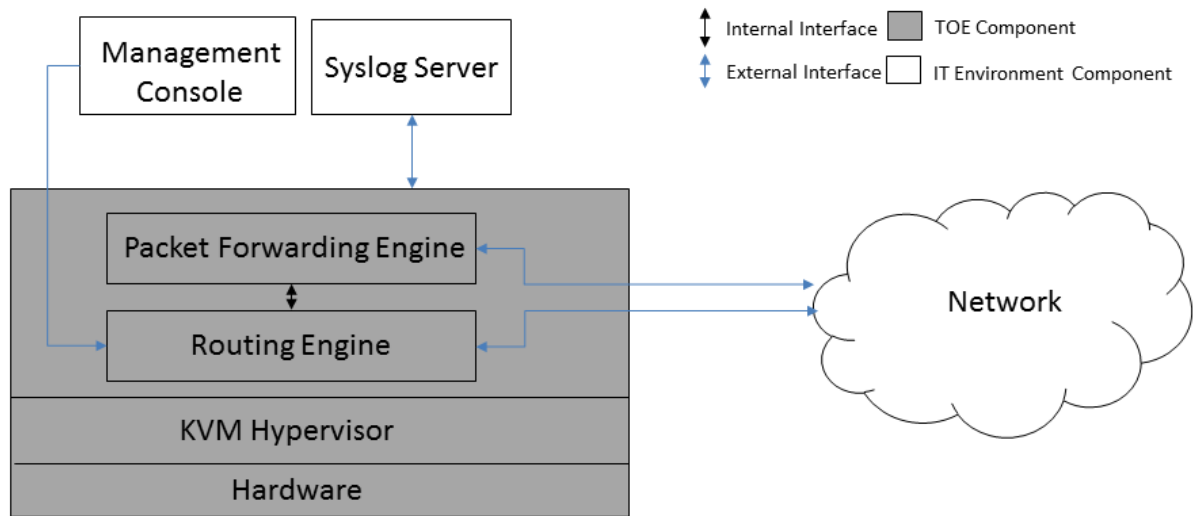 Management
Console
Syslog Server
Internal Interface
TOE Component
External Interface
IT Environment Component
Packet Forwarding Engine
Routing Engine
Network
KVM Hypervisor
Hardware